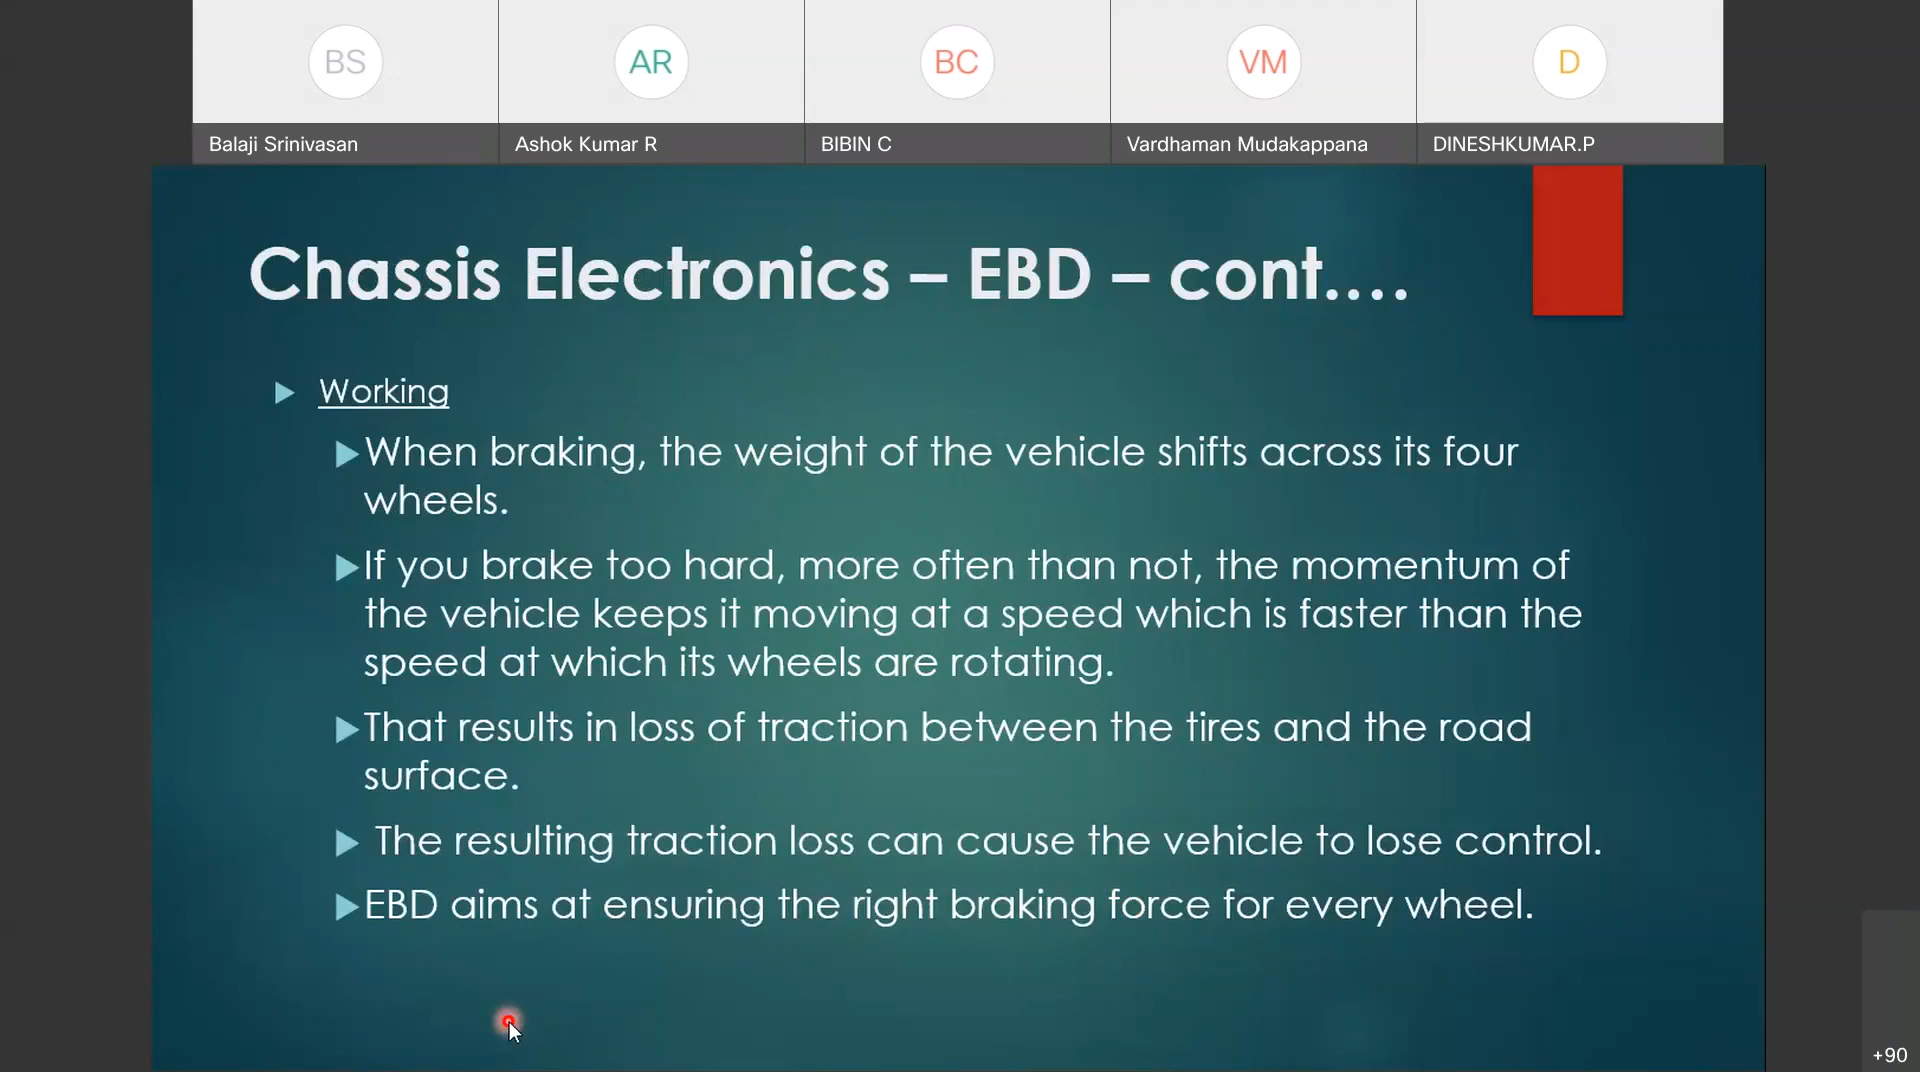 BS
AR
BC
VM
D
Balaji Srinivasan
Ashok Kumar R
BIBIN C
Vardhaman Mudakappana
DINESHKUMAR.P
Chassis Electronics – EBD – cont....
Working
When braking, the weight of the vehicle shifts across its four
wheels.
If you brake too hard, more often than not, the momentum of
the vehicle keeps it moving at a speed which is faster than the
speed at which its wheels are rotating.
That results in loss of traction between the tires and the road
surface.
The resulting traction loss can cause the vehicle to lose control.
EBD aims at ensuring the right braking force for every wheel.
+90